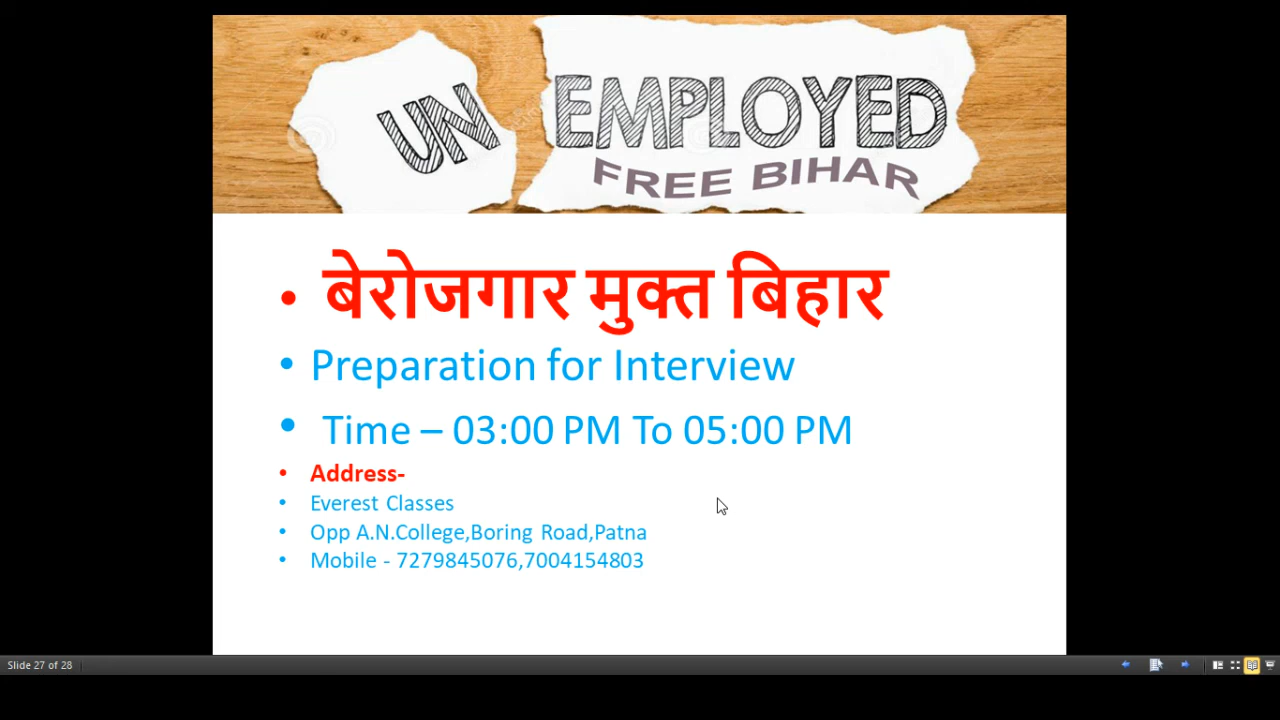 UN EMPLOYED
FREE BIHAR
• बेरोजगार मुक्त बिहार
• Preparation for Interview
• Time – 03:00 PM To 05:00 PM
• Address-
• Everest Classes
• Opp A.N.College,Boring Road,Patna
• Mobile - 7279845076,7004154803
Slide 27 of 28